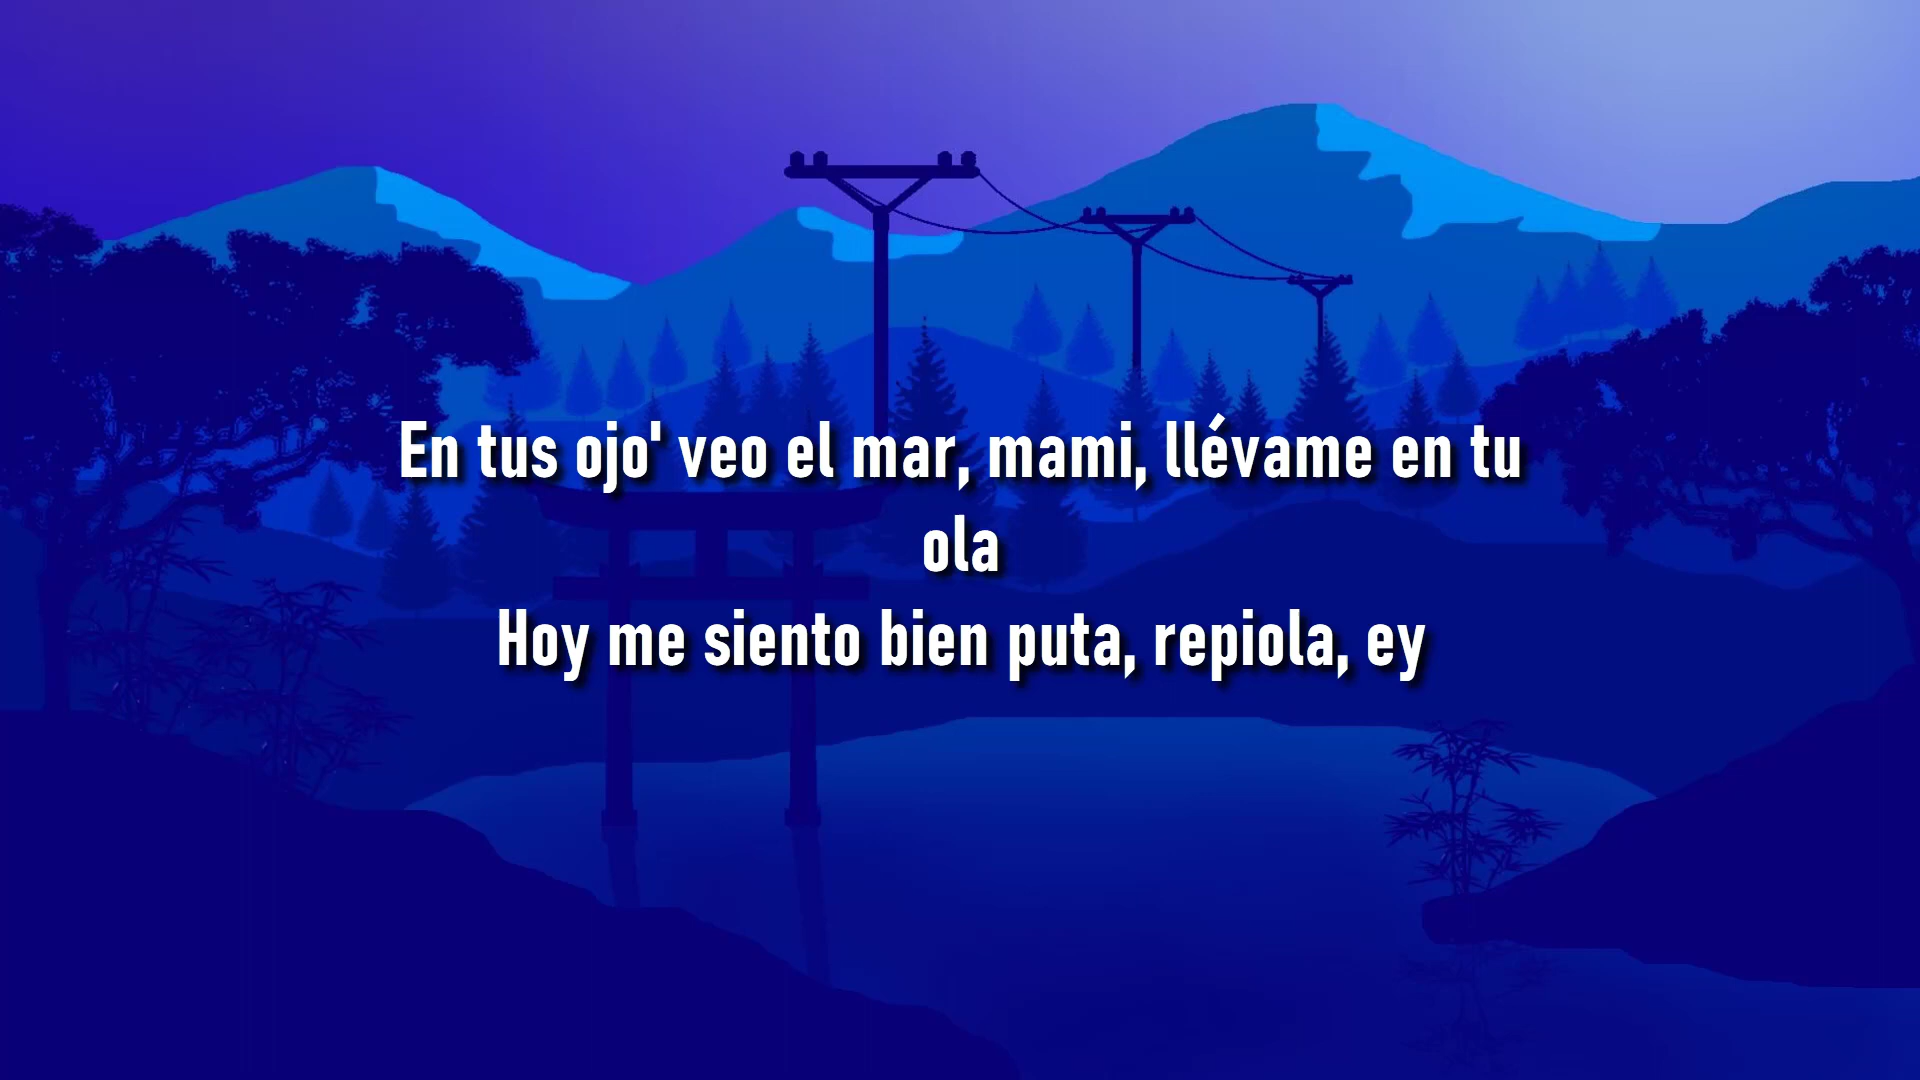 En tus ojo' veo el mar, mami, llévame en tu
ola
Hoy me siento bien puta, repiola, ey